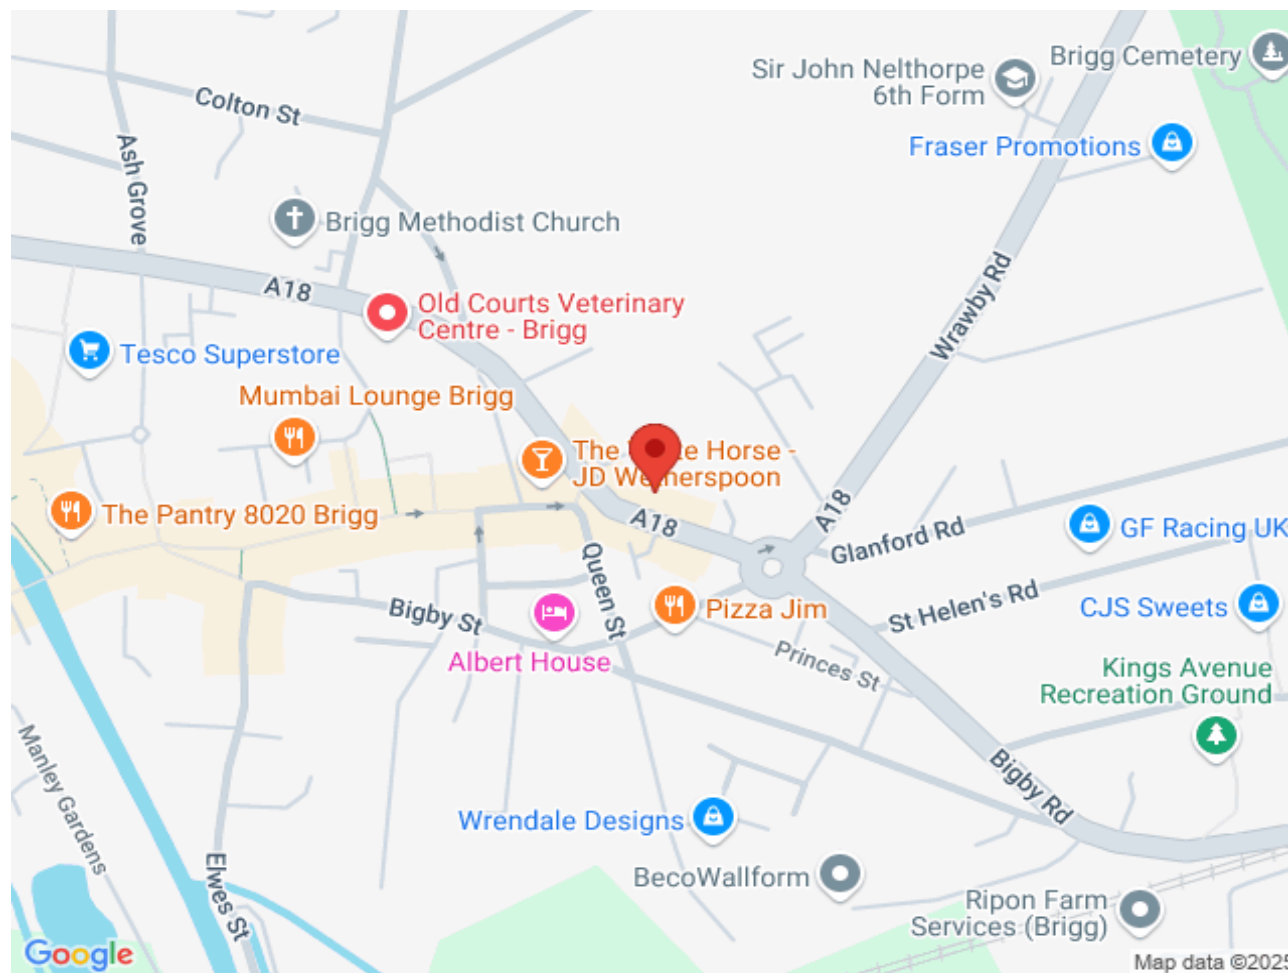 Sir John Nelthorpe
6th Form
Brigg Cemetery
Colton St
Fraser Promotions
Ash Grove
Brigg Methodist Church
Wrawby Rd
A18
Old Courts Veterinary
Centre - Brigg
Tesco Superstore
Mumbai Lounge Brigg
The Horse -
JD
The Pantry 8020 Brigg
A18
A18
Glanford Rd
GF Racing UK
Queen St
Bigby St
Pizza Jim
St Helen's Rd
CJS Sweets
Albert House
Princes St
Kings Avenue
Recreation Ground
Manley Gardens
Bigby Rd
Wrendale Designs
Elwes St
BecoWallform
Ripon Farm
Services (Brigg)
Google
Map data ©2025